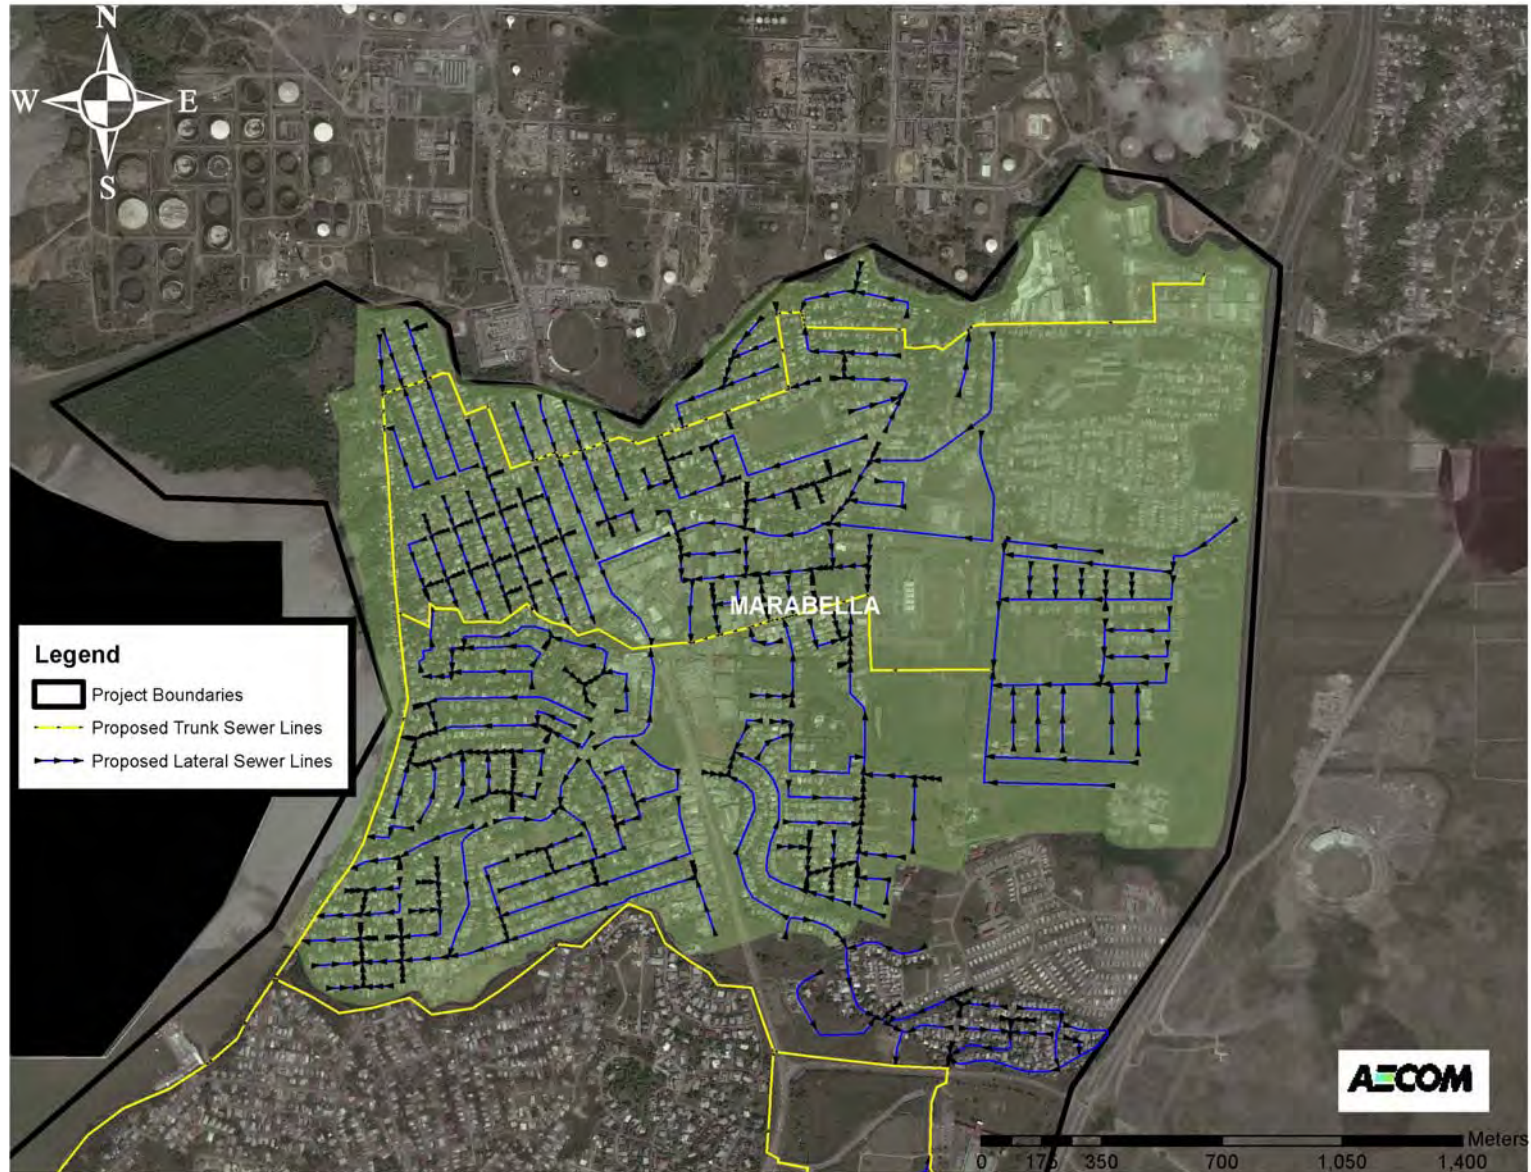 N
W E
S
MARABELLA
Legend
Project Boundaries
Proposed Trunk Sewer Lines
Proposed Lateral Sewer Lines
AECOM
Meters
0 175 350 700 1,050 1,400